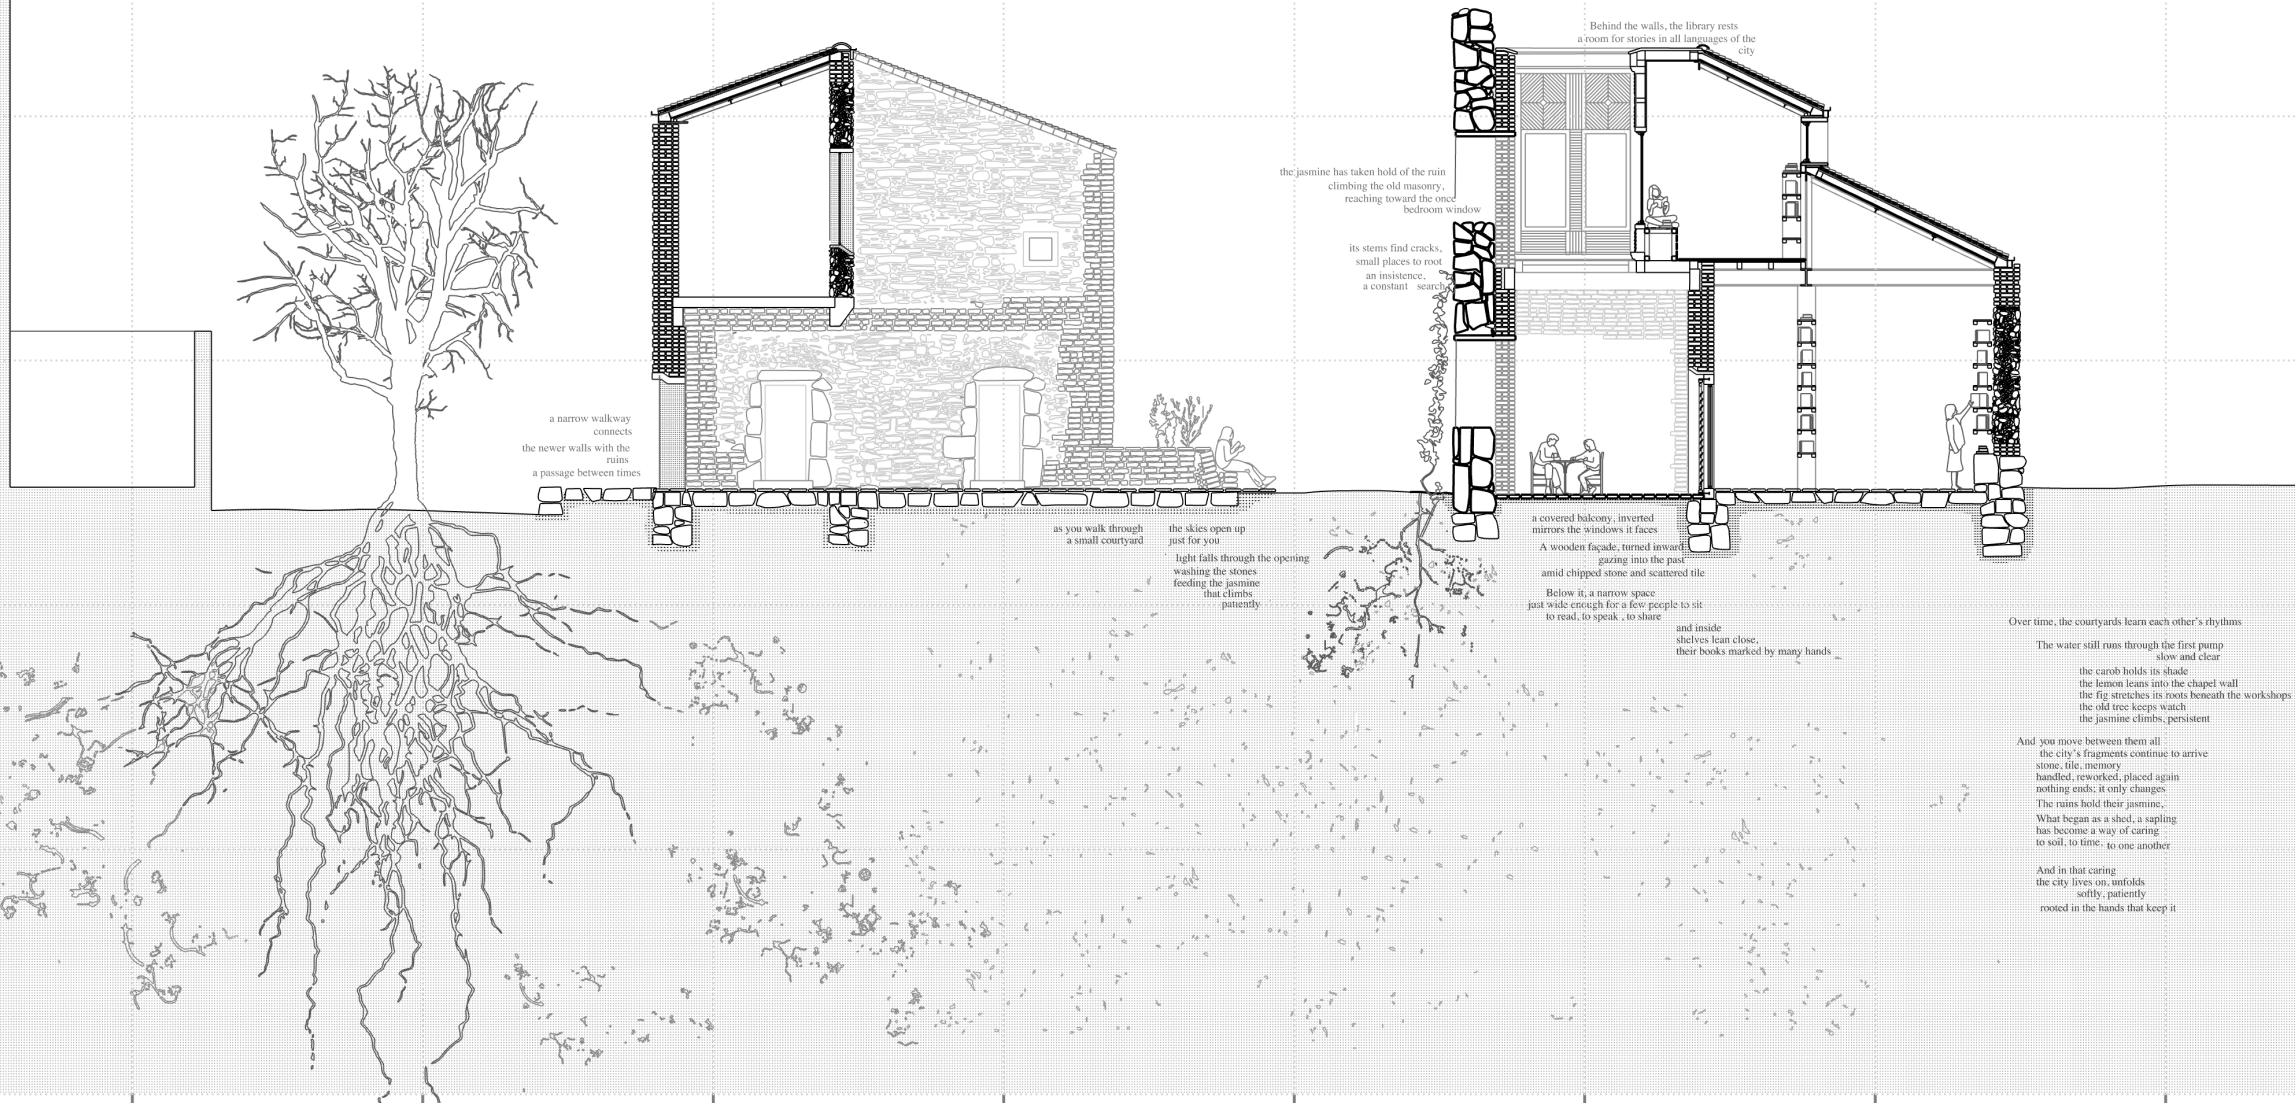 Behind the walls, the library rests
a room for stories in all languages of the
city
the jasmine has taken hold of the ruin
climbing the old masonry,
reaching toward the once
bedroom window
its stems find cracks,
small places to root
an insistence,
a constant search
a narrow walkway
connects
the newer walls with the
ruins
a passage between times
as you walk through
a small courtyard
the skies open up
just for you
light falls through the opening
washing the stones
feeding the jasmine
that climbs
patiently
a covered balcony, inverted
mirrors the windows it faces
A wooden façade, turned inward
gazing into the past
amid chipped stone and scattered tile
Below it, a narrow space
just wide enough for a few people to sit
to read, to speak , to share
and inside
shelves lean close,
their books marked by many hands
Over time, the courtyards learn each other's rhythms
The water still runs through the first pump
slow and clear
the carob holds its shade
the lemon leans into the chapel wall
the fig stretches its roots beneath the workshops
the old tree keeps watch
the jasmine climbs, persistent
And you move between them all
the city's fragments continue to arrive
stone, tile, memory
handled, reworked, placed again
nothing ends; it only changes
The ruins hold their jasmine,
What began as a shed, a sapling
has become a way of caring
to soil, to time, to one another
And in that caring
the city lives on, unfolds
softly, patiently
rooted in the hands that keep it